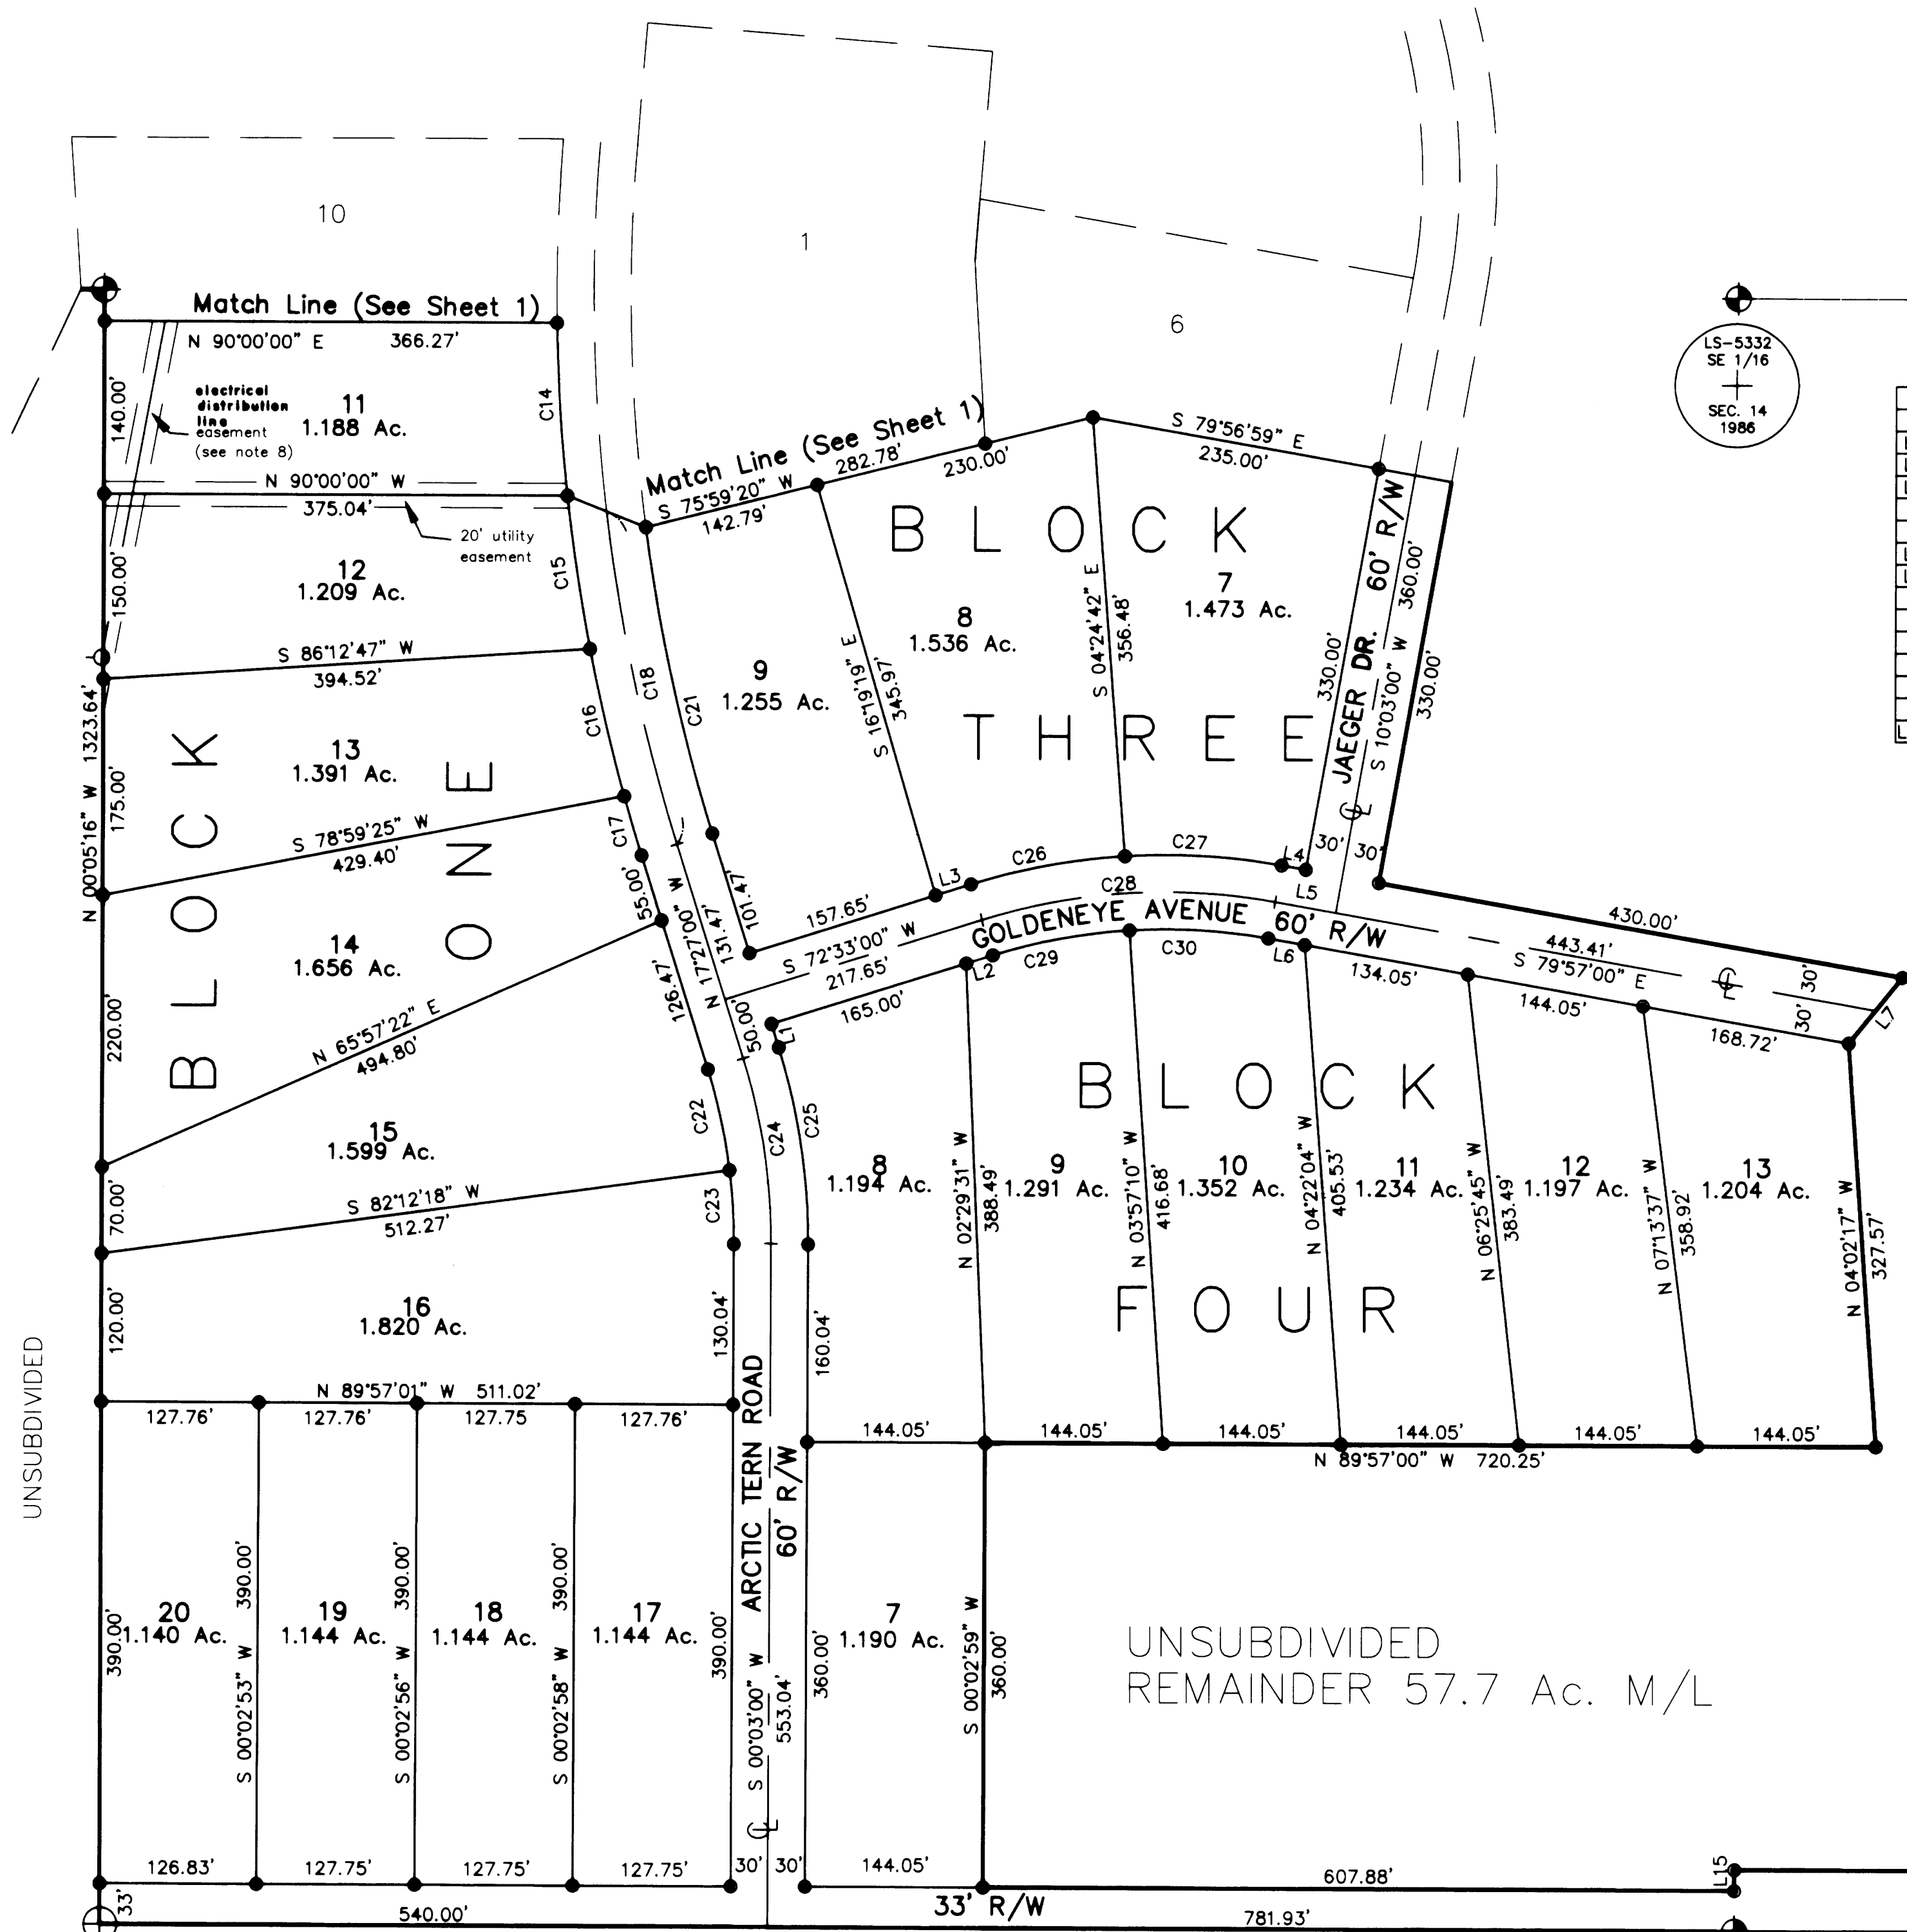 10
1
6
Match Line (See Sheet 1)
N 90°00'00" E 366.27'
140.00'
electrical
distribution
line
easement
(see note 8)
11
1.188 Ac.
C14
N 90°00'00" W
375.04'
20' utility
easement
150.00'
12
1.209 Ac.
C15
S 86°12'47" W
394.52'
N 00°05'16" W 1323.64'
175.00'
13
1.391 Ac.
C16
S 78°59'25" W
429.40'
C17
55.00'
BLOCK
ONE
14
1.656 Ac.
220.00'
N 65°57'22" E
494.80'
126.47'
15
1.599 Ac.
C22
70.00'
S 82°12'18" W
512.27'
C23
120.00'
16
1.820 Ac.
130.04'
N 89°57'01" W 511.02'
127.76'
127.76'
127.75
127.76'
UNSUBDIVIDED
390.00'
20
1.140 Ac.
S 00°02'53" W 390.00'
19
1.144 Ac.
S 00°02'56" W 390.00'
18
1.144 Ac.
S 00°02'58" W 390.00'
17
1.144 Ac.
390.00'
126.83'
127.75'
127.75'
127.75'
30'
30'
33'
540.00'
Match Line (See Sheet 1)
S 75°59'20" W
282.78'
142.79'
230.00'
S 79°56'59" E
235.00'
BLOCK
THREE
C18
C21
9
1.255 Ac.
S 16°19'19" E
345.97'
8
1.536 Ac.
S 04°24'42" E
356.48'
7
1.473 Ac.
330.00'
JAEGER DR. 60' R/W
S 10°03'00" W 360.00'
330.00'
CL
30'
30'
LS-5332
SE 1/16
SEC. 14
1986
101.47'
N 17°27'00" W 131.47'
157.65'
L3
C26
C27
L4
L5
C28
S 72°33'00" W
217.65'
GOLDENEYE AVENUE 60' R/W
430.00'
443.41'
S 79°57'00" E
CL
30'
30'
L7
50.00'
L1
165.00'
L2
C29
C30
L6
134.05'
144.05'
168.72'
BLOCK
FOUR
C24
C25
8
1.194 Ac.
N 02°29'31" W
388.49'
9
1.291 Ac.
N 03°57'10" W
416.68'
10
1.352 Ac.
N 04°22'04" W
405.53'
11
1.234 Ac.
N 06°25'45" W
383.49'
12
1.197 Ac.
N 07°13'37" W
358.92'
13
1.204 Ac.
N 04°02'17" W
327.57'
160.04'
144.05'
144.05'
144.05'
144.05'
144.05'
144.05'
N 89°57'00" W 720.25'
S 00°03'00" W ARCTIC TERN ROAD
553.04'
60' R/W
CL
360.00'
7
1.190 Ac.
S 00°02'59" W
360.00'
UNSUBDIVIDED
REMAINDER 57.7 Ac. M/L
144.05'
607.88'
L15
33' R/W
781.93'